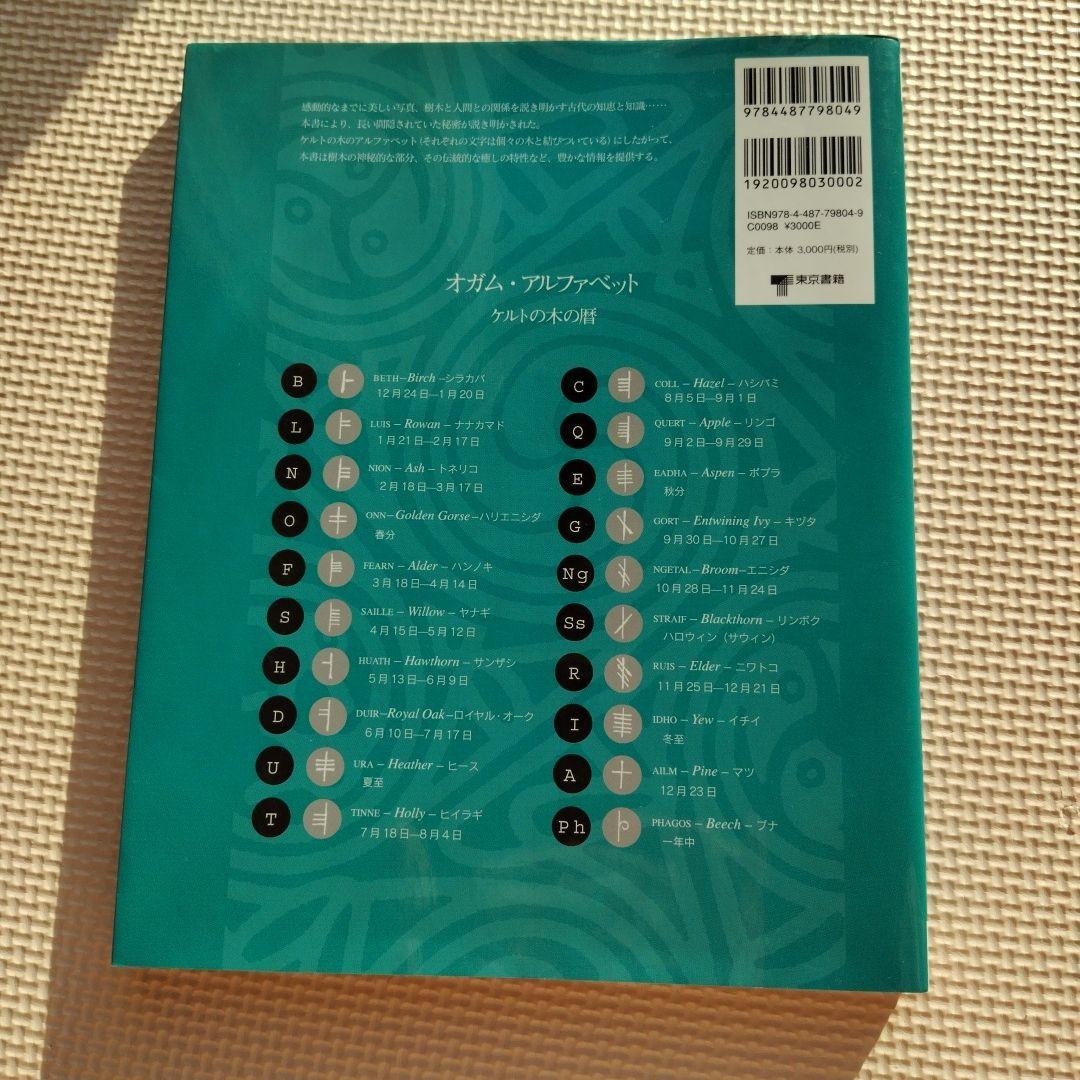 感動的なまでに美しい写真、樹木と人間との関係を説き明かす古代の知恵と知識……
本書により、長い間隠されていた秘密が説き明かされた。
ケルトの木のアルファベット(それぞれの文字は個々の木と結びついている)にしたがって、
本書は樹木の神秘的な部分、その伝統的な癒しの特性など、豊かな情報を提供する。
9784487798049
1920098030002
ISBN978-4-487-79804-9
C0098 ¥3000E
定価:本体 3,000円(税別)
東京書籍
オガム・アルファベット
ケルトの木の暦
B BETH–Birch–シラカバ
12月24日—1月20日
L LUIS – Rowan – ナナカマド
1月21日—2月17日
N NION – Ash – トネリコ
2月18日—3月17日
O ONN–Golden Gorse–ハリエニシダ
春分
F FEARN – Alder – ハンノキ
3月18日—4月14日
S SAILLE – Willow – ヤナギ
4月15日—5月12日
H HUATH – Hawthorn – サンザシ
5月13日—6月9日
D DUIR–Royal Oak–ロイヤル・オーク
6月10日—7月17日
U URA – Heather – ヒース
夏至
T TINNE – Holly – ヒイラギ
7月18日—8月4日
C COLL – Hazel – ハシバミ
8月5日—9月1日
Q QUERT – Apple – リンゴ
9月2日—9月29日
E EADHA – Aspen – ポプラ
秋分
G GORT – Entwining Ivy – キヅタ
9月30日—10月27日
Ng NGETAL–Broom–エニシダ
10月28日—11月24日
Ss STRAIF – Blackthorn – リンボク
ハロウィン(サウィン)
R RUIS – Elder – ニワトコ
11月25日—12月21日
I IDHO – Yew – イチイ
冬至
A AILM – Pine – マツ
12月23日
Ph PHAGOS – Beech – ブナ
一年中